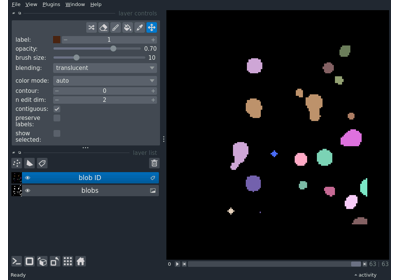 File View Plugins Window Help
layer controls
label: 1
opacity: 0.70
brush size: 10
blending: translucent
color mode: auto
contour: 0
n edit dim: 2
contiguous:
preserve
labels:
show
selected:
layer list
blob ID
blobs
63 63
Ready
activity